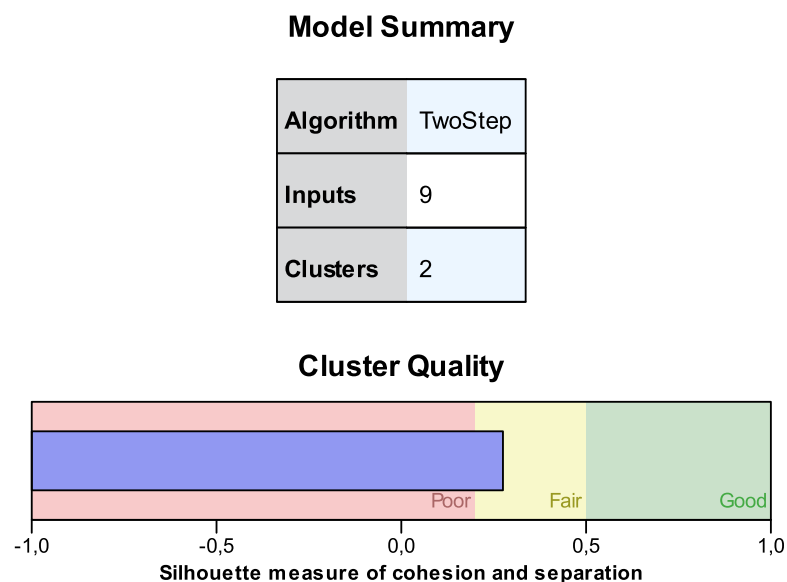 Model Summary
Algorithm TwoStep
Inputs 9
Clusters 2
Cluster Quality
Poor Fair Good
-1,0 -0,5 0,0 0,5 1,0
Silhouette measure of cohesion and separation